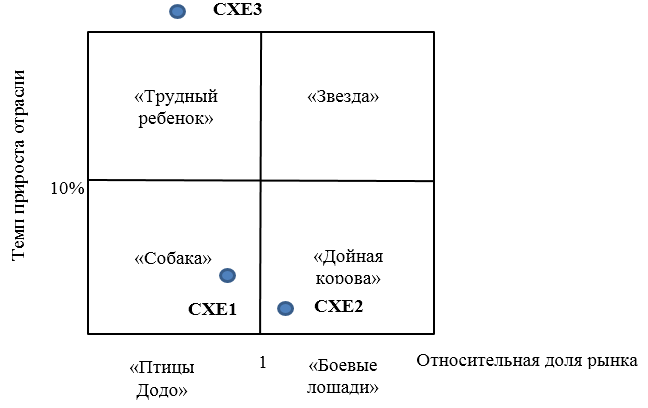 СХЕ3
Темп прироста отрасли
«Трудный
ребенок»
«Звезда»
10%
«Собака»
«Дойная
корова»
СХЕ1
СХЕ2
«Птицы
Додо»
1
«Боевые
лошади»
Относительная доля рынка